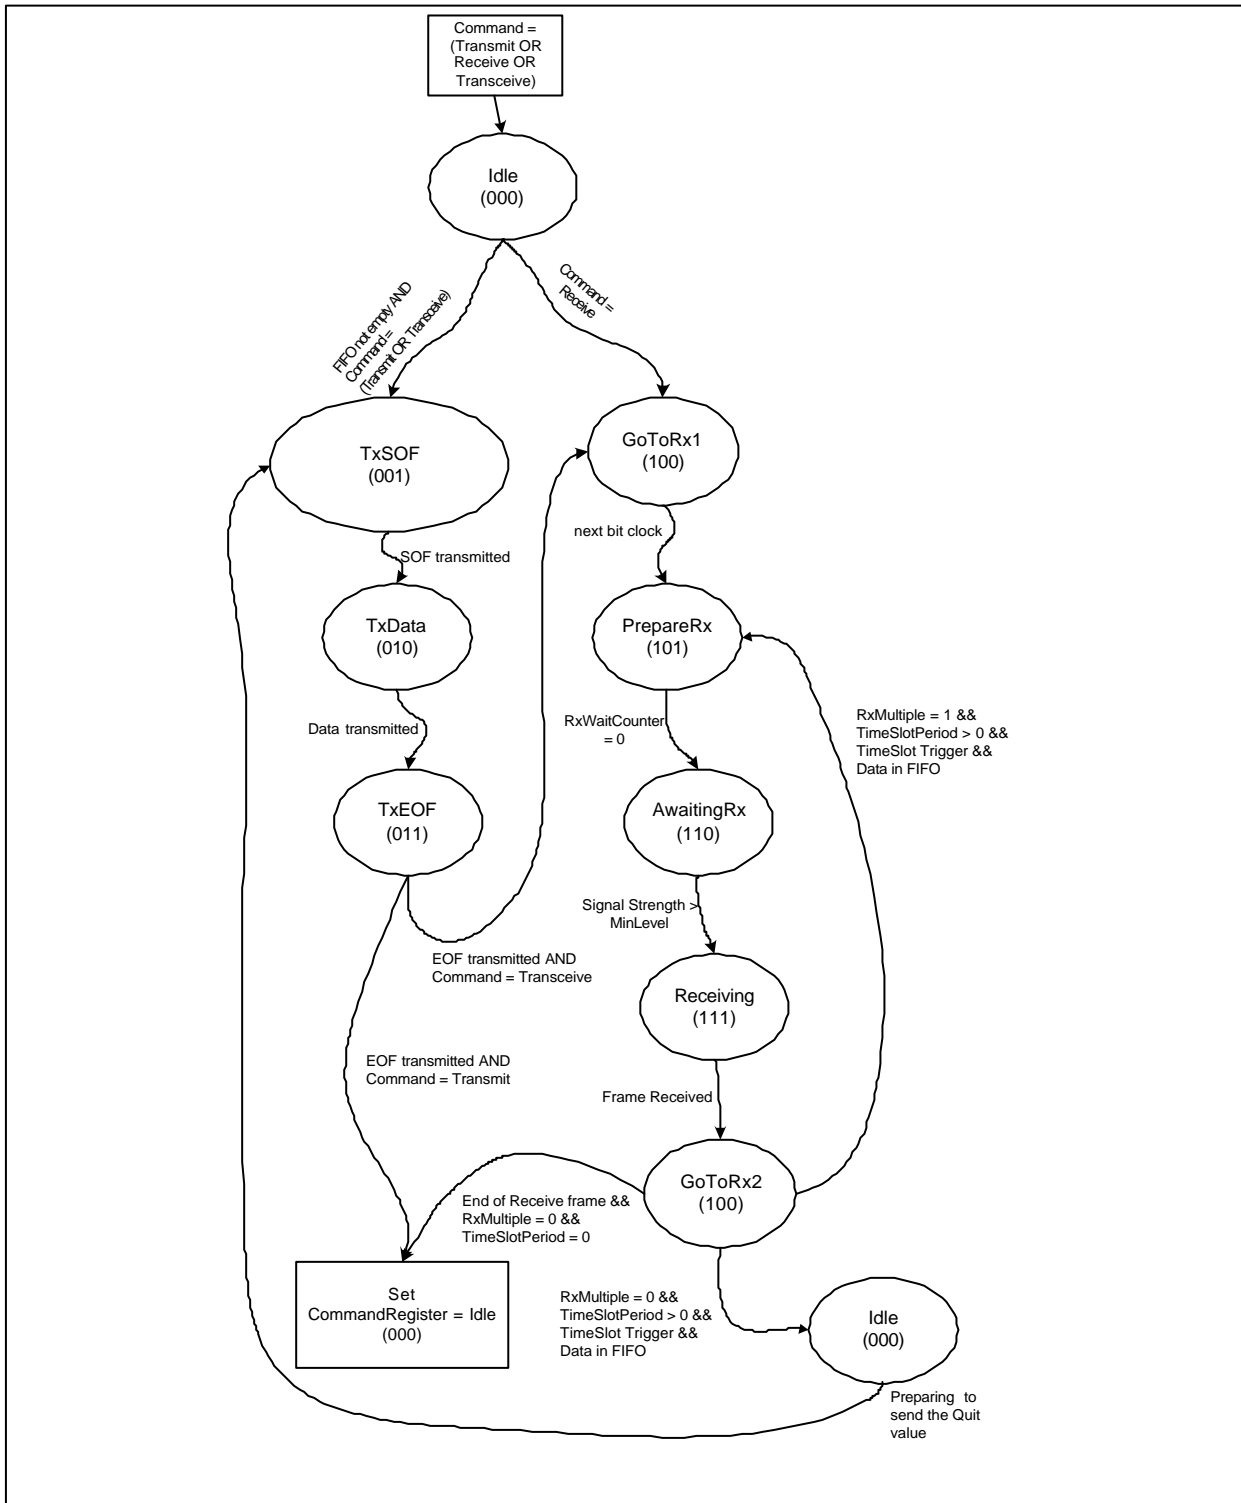 Command =
(Transmit OR
Receive OR
Transceive)
Idle
(000)
FIFO not empty AND
Command =
(Transmit OR Transceive)
Command =
Receive
TxSOF
(001)
GoToRx1
(100)
SOF transmitted
next bit clock
TxData
(010)
PrepareRx
(101)
Data transmitted
RxWaitCounter
= 0
RxMultiple = 1 &&
TimeSlotPeriod > 0 &&
TimeSlot Trigger &&
Data in FIFO
TxEOF
(011)
AwaitingRx
(110)
Signal Strength >
MinLevel
EOF transmitted AND
Command = Transceive
Receiving
(111)
EOF transmitted AND
Command = Transmit
Frame Received
GoToRx2
(100)
End of Receive frame &&
RxMultiple = 0 &&
TimeSlotPeriod = 0
Set
CommandRegister = Idle
(000)
RxMultiple = 0 &&
TimeSlotPeriod > 0 &&
TimeSlot Trigger &&
Data in FIFO
Idle
(000)
Preparing to
send the Quit
value